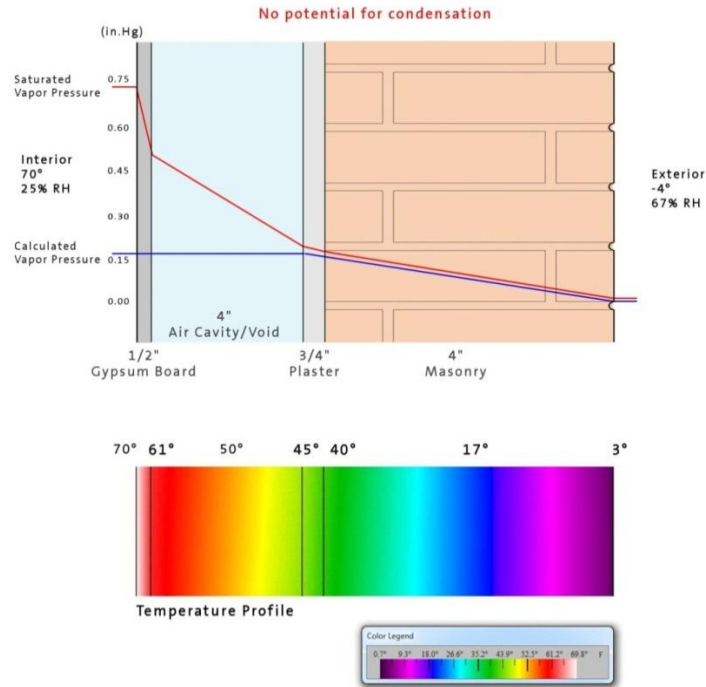 No potential for condensation
(in.Hg)
Saturated
Vapor Pressure
0.75
0.60
Interior
70°
25% RH
0.45
0.30
Exterior
-4°
67% RH
Calculated
Vapor Pressure
0.15
0.00
4"
Air Cavity/Void
1/2"
Gypsum Board
3/4"
Plaster
4"
Masonry
70° 61° 50° 45° 40° 17° 3°
Temperature Profile
Color Legend
0.7° 9.3° 18.0° 26.6° 35.2° 43.9° 52.5° 61.2° 69.8° F